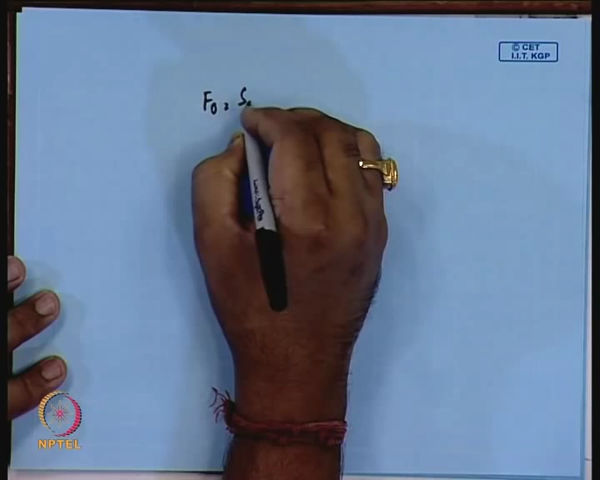 © CET
I.I.T. KGP
F₀ = S₀
NPTEL